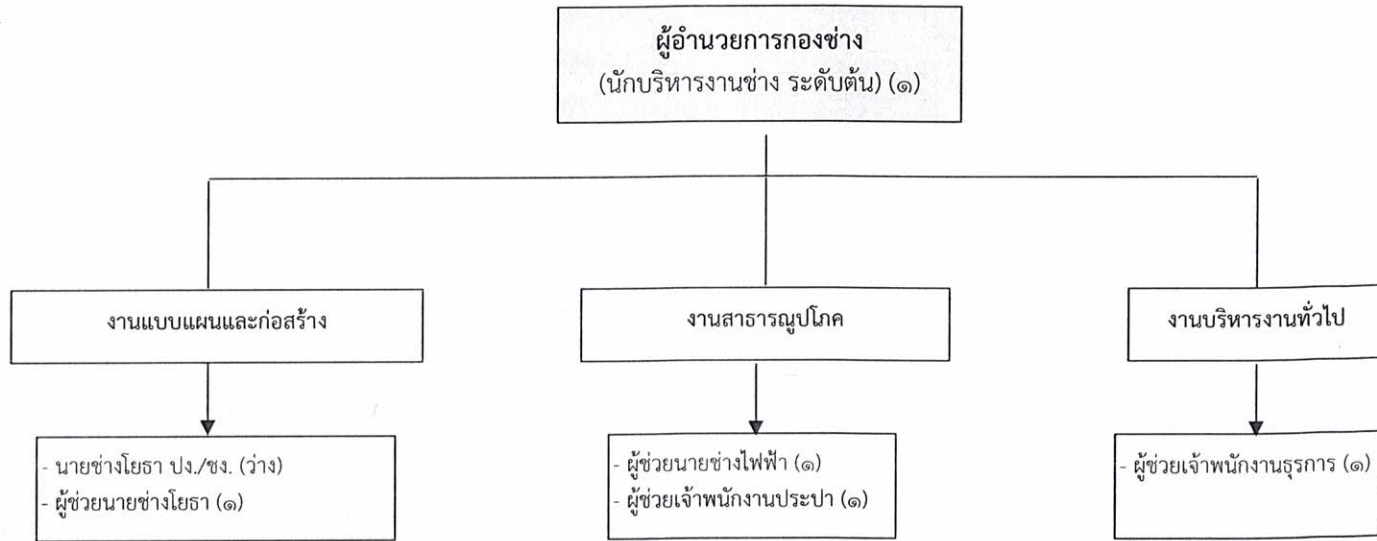 ผู้อำนวยการกองช่าง
(นักบริหารงานช่าง ระดับต้น) (๑)
งานแบบแผนและก่อสร้าง
งานสาธารณูปโภค
งานบริหารงานทั่วไป
- นายช่างโยธา ปง./ชง. (ว่าง)
- ผู้ช่วยนายช่างโยธา (๑)
- ผู้ช่วยนายช่างไฟฟ้า (๑)
- ผู้ช่วยเจ้าพนักงานประปา (๑)
- ผู้ช่วยเจ้าพนักงานธุรการ (๑)